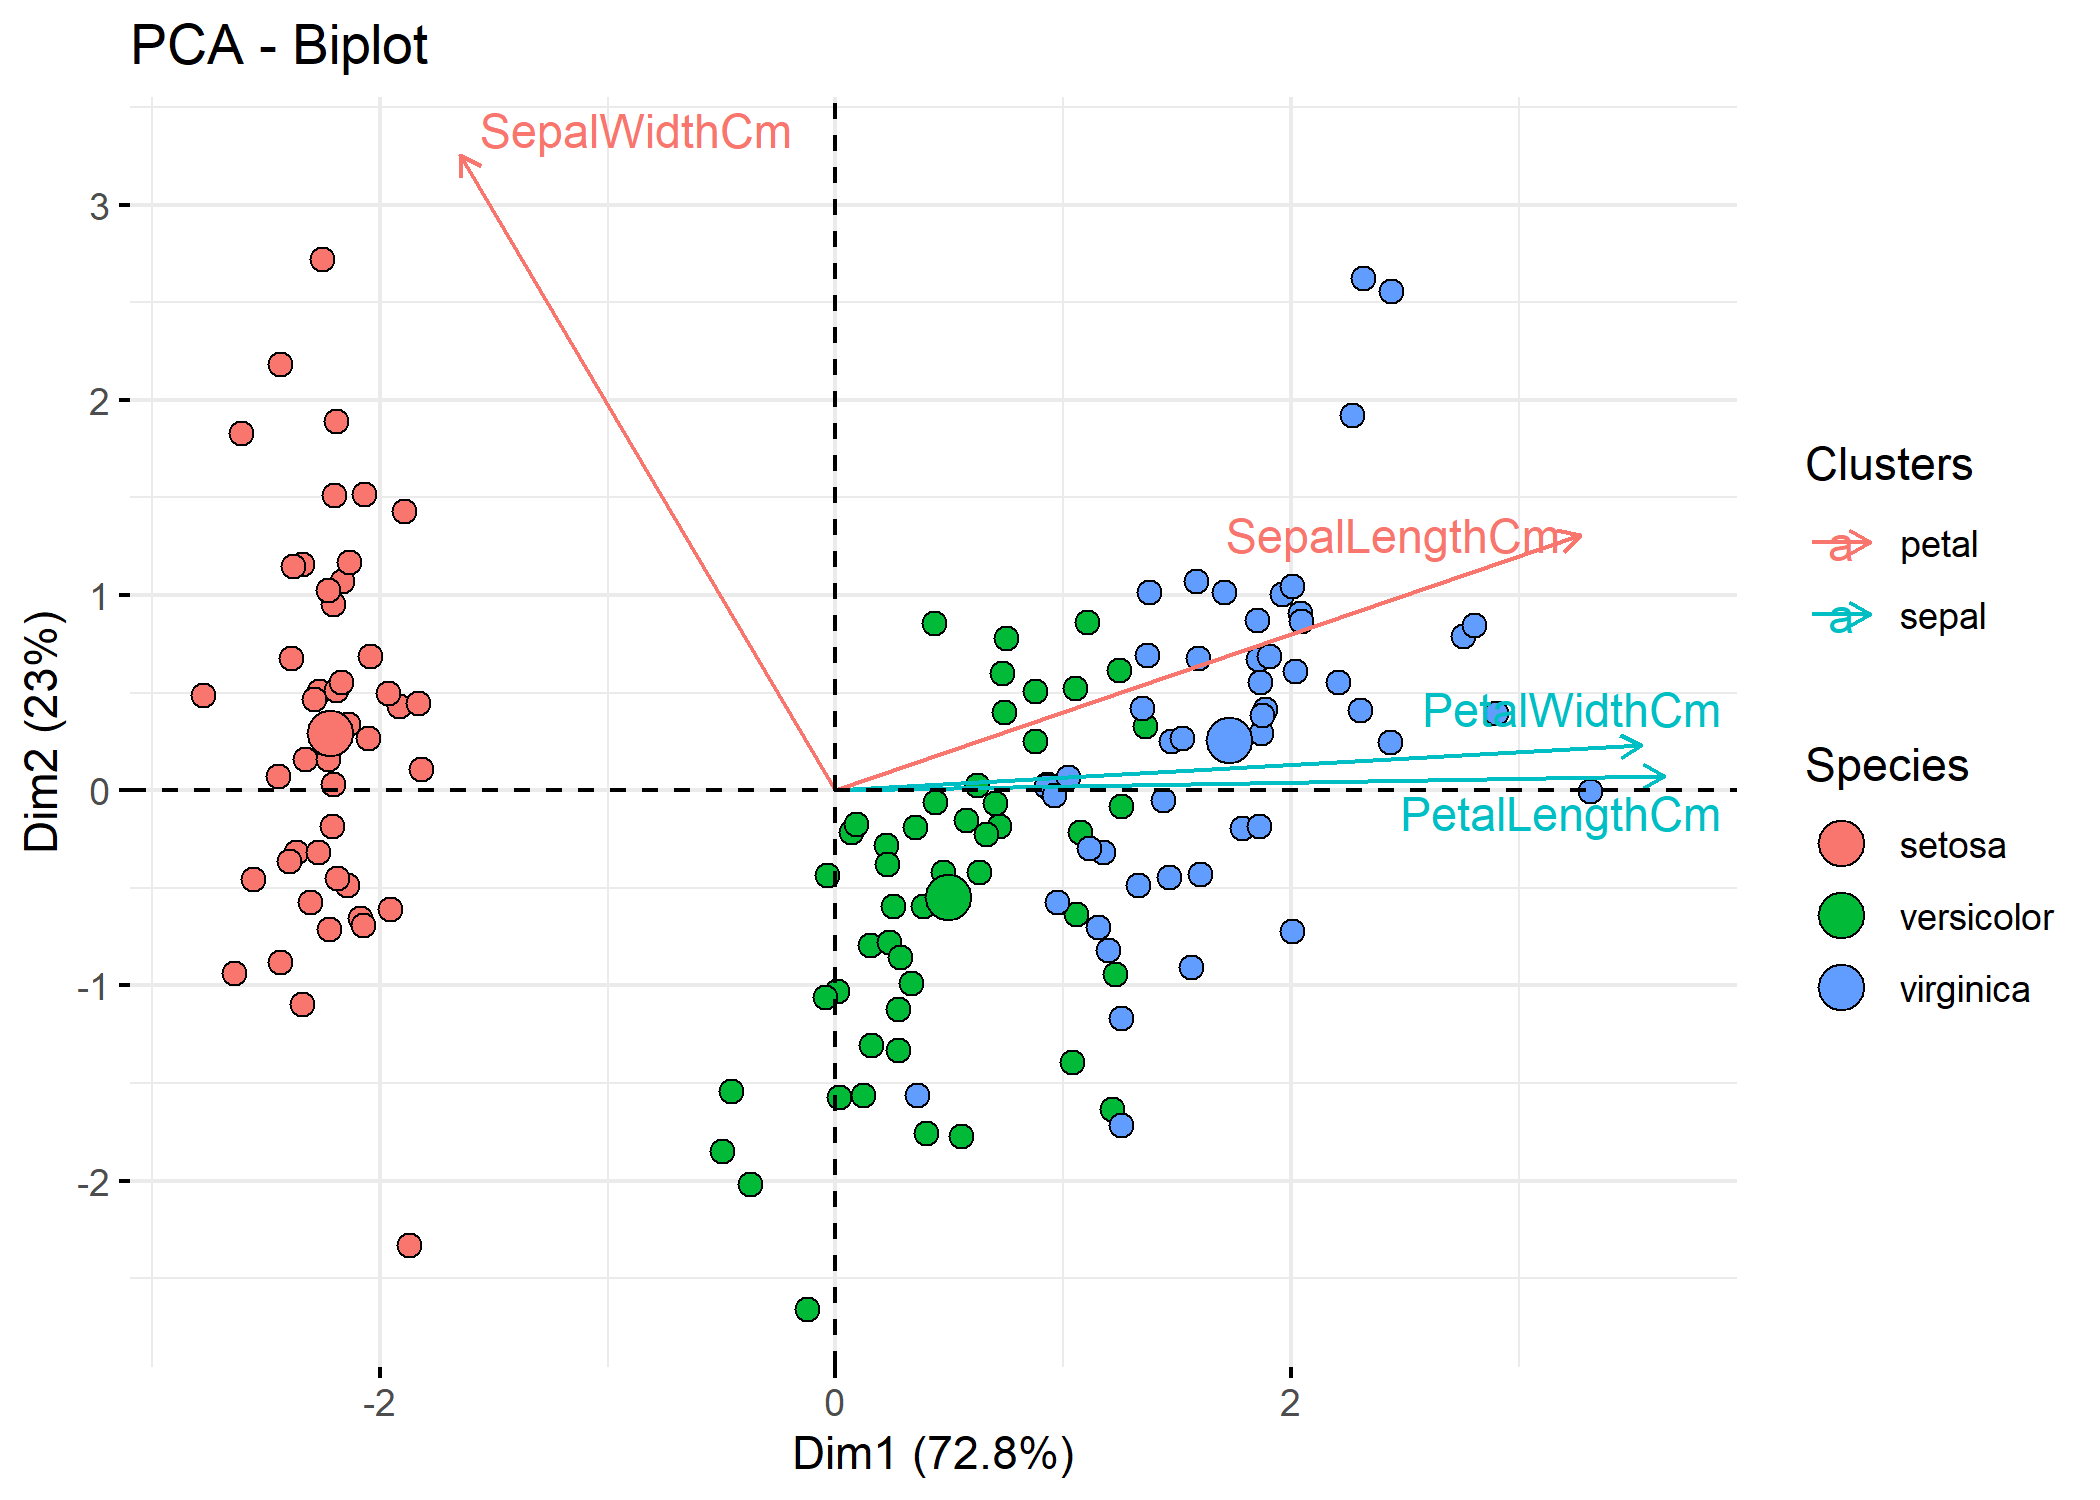 PCA - Biplot
SepalWidthCm
SepalLengthCm
PetalWidthCm
PetalLengthCm
3
2
1
0
-1
-2
Dim2 (23%)
-2
0
2
Dim1 (72.8%)
Clusters
a petal
a sepal
Species
setosa
versicolor
virginica